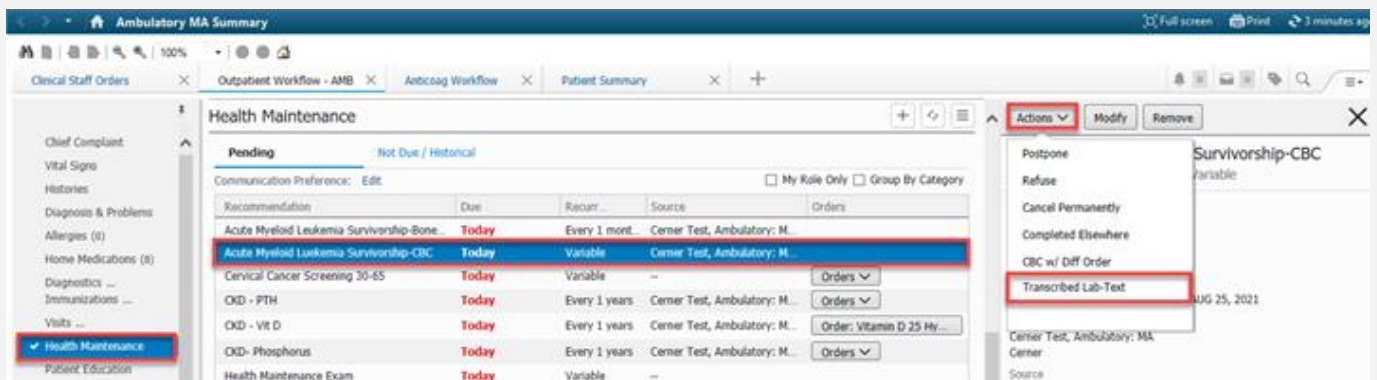 Ambulatory MA Summary
Full screen Print 3 minutes ago
100%
Clinical Staff Orders Outpatient Workflow - AMB Anticoag Workflow Patient Summary
Chief Complaint
Vital Signs
Histories
Diagnosis & Problems
Allergies (0)
Home Medications (8)
Diagnostics ...
Immunizations ...
Visits ...
Health Maintenance
Patient Education
Health Maintenance
Pending Not Due / Historical
Communication Preference: Edit My Role Only Group By Category
Recommendation Due Recurr... Source Orders
Acute Myeloid Leukemia Survivorship-Bone... Today Every 1 mont... Cerner Test, Ambulatory: M...
Acute Myeloid Luekemia Survivorship-CBC Today Variable Cerner Test, Ambulatory: M...
Cervical Cancer Screening 30-65 Today Variable -- Orders
CKD - PTH Today Every 1 years Cerner Test, Ambulatory: M... Orders
CKD - Vit D Today Every 1 years Cerner Test, Ambulatory: M... Order: Vitamin D 25 Hy...
CKD- Phosphorus Today Every 1 years Cerner Test, Ambulatory: M... Orders
Health Maintenance Exam Today Variable --
Actions Modify Remove
Survivorship-CBC
Variable
Postpone
Refuse
Cancel Permanently
Completed Elsewhere
CBC w/ Diff Order
Transcribed Lab-Text
AUG 25, 2021
Cerner Test, Ambulatory: MA
Cerner
Source